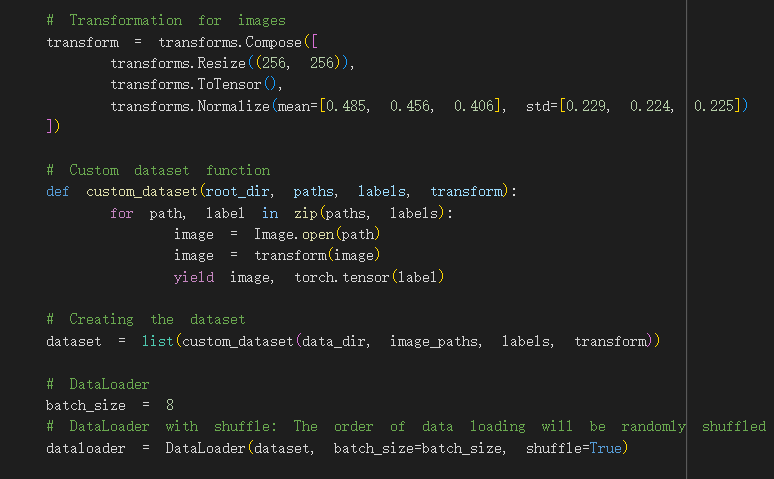 # Transformation for images
transform = transforms.Compose([
transforms.Resize((256, 256)),
transforms.ToTensor(),
transforms.Normalize(mean=[0.485, 0.456, 0.406], std=[0.229, 0.224, 0.225])
])
# Custom dataset function
def custom_dataset(root_dir, paths, labels, transform):
for path, label in zip(paths, labels):
image = Image.open(path)
image = transform(image)
yield image, torch.tensor(label)
# Creating the dataset
dataset = list(custom_dataset(data_dir, image_paths, labels, transform))
# DataLoader
batch_size = 8
# DataLoader with shuffle: The order of data loading will be randomly shuffled
dataloader = DataLoader(dataset, batch_size=batch_size, shuffle=True)